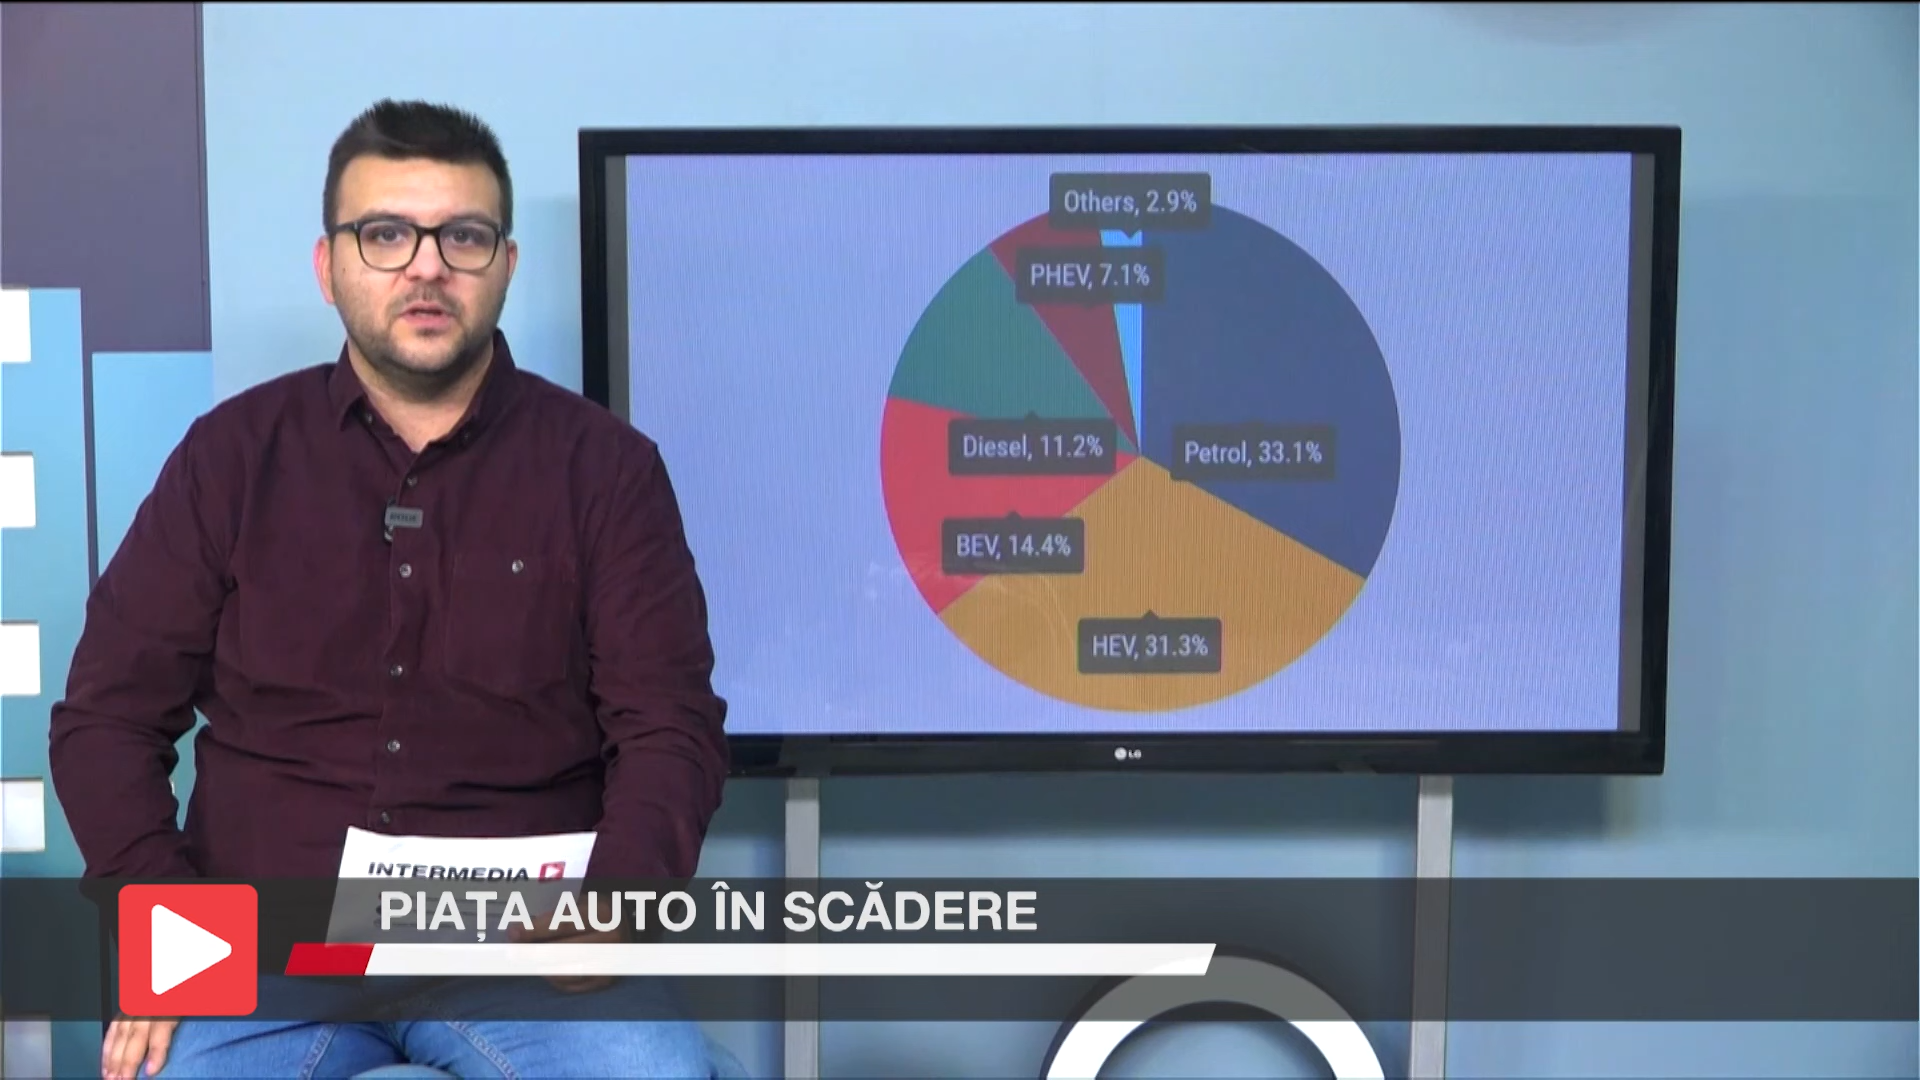 Others, 2.9%
PHEV, 7.1%
Diesel, 11.2%
Petrol, 33.1%
BEV, 14.4%
HEV, 31.3%
LG
INTERMEDIA
PIAȚA AUTO ÎN SCĂDERE